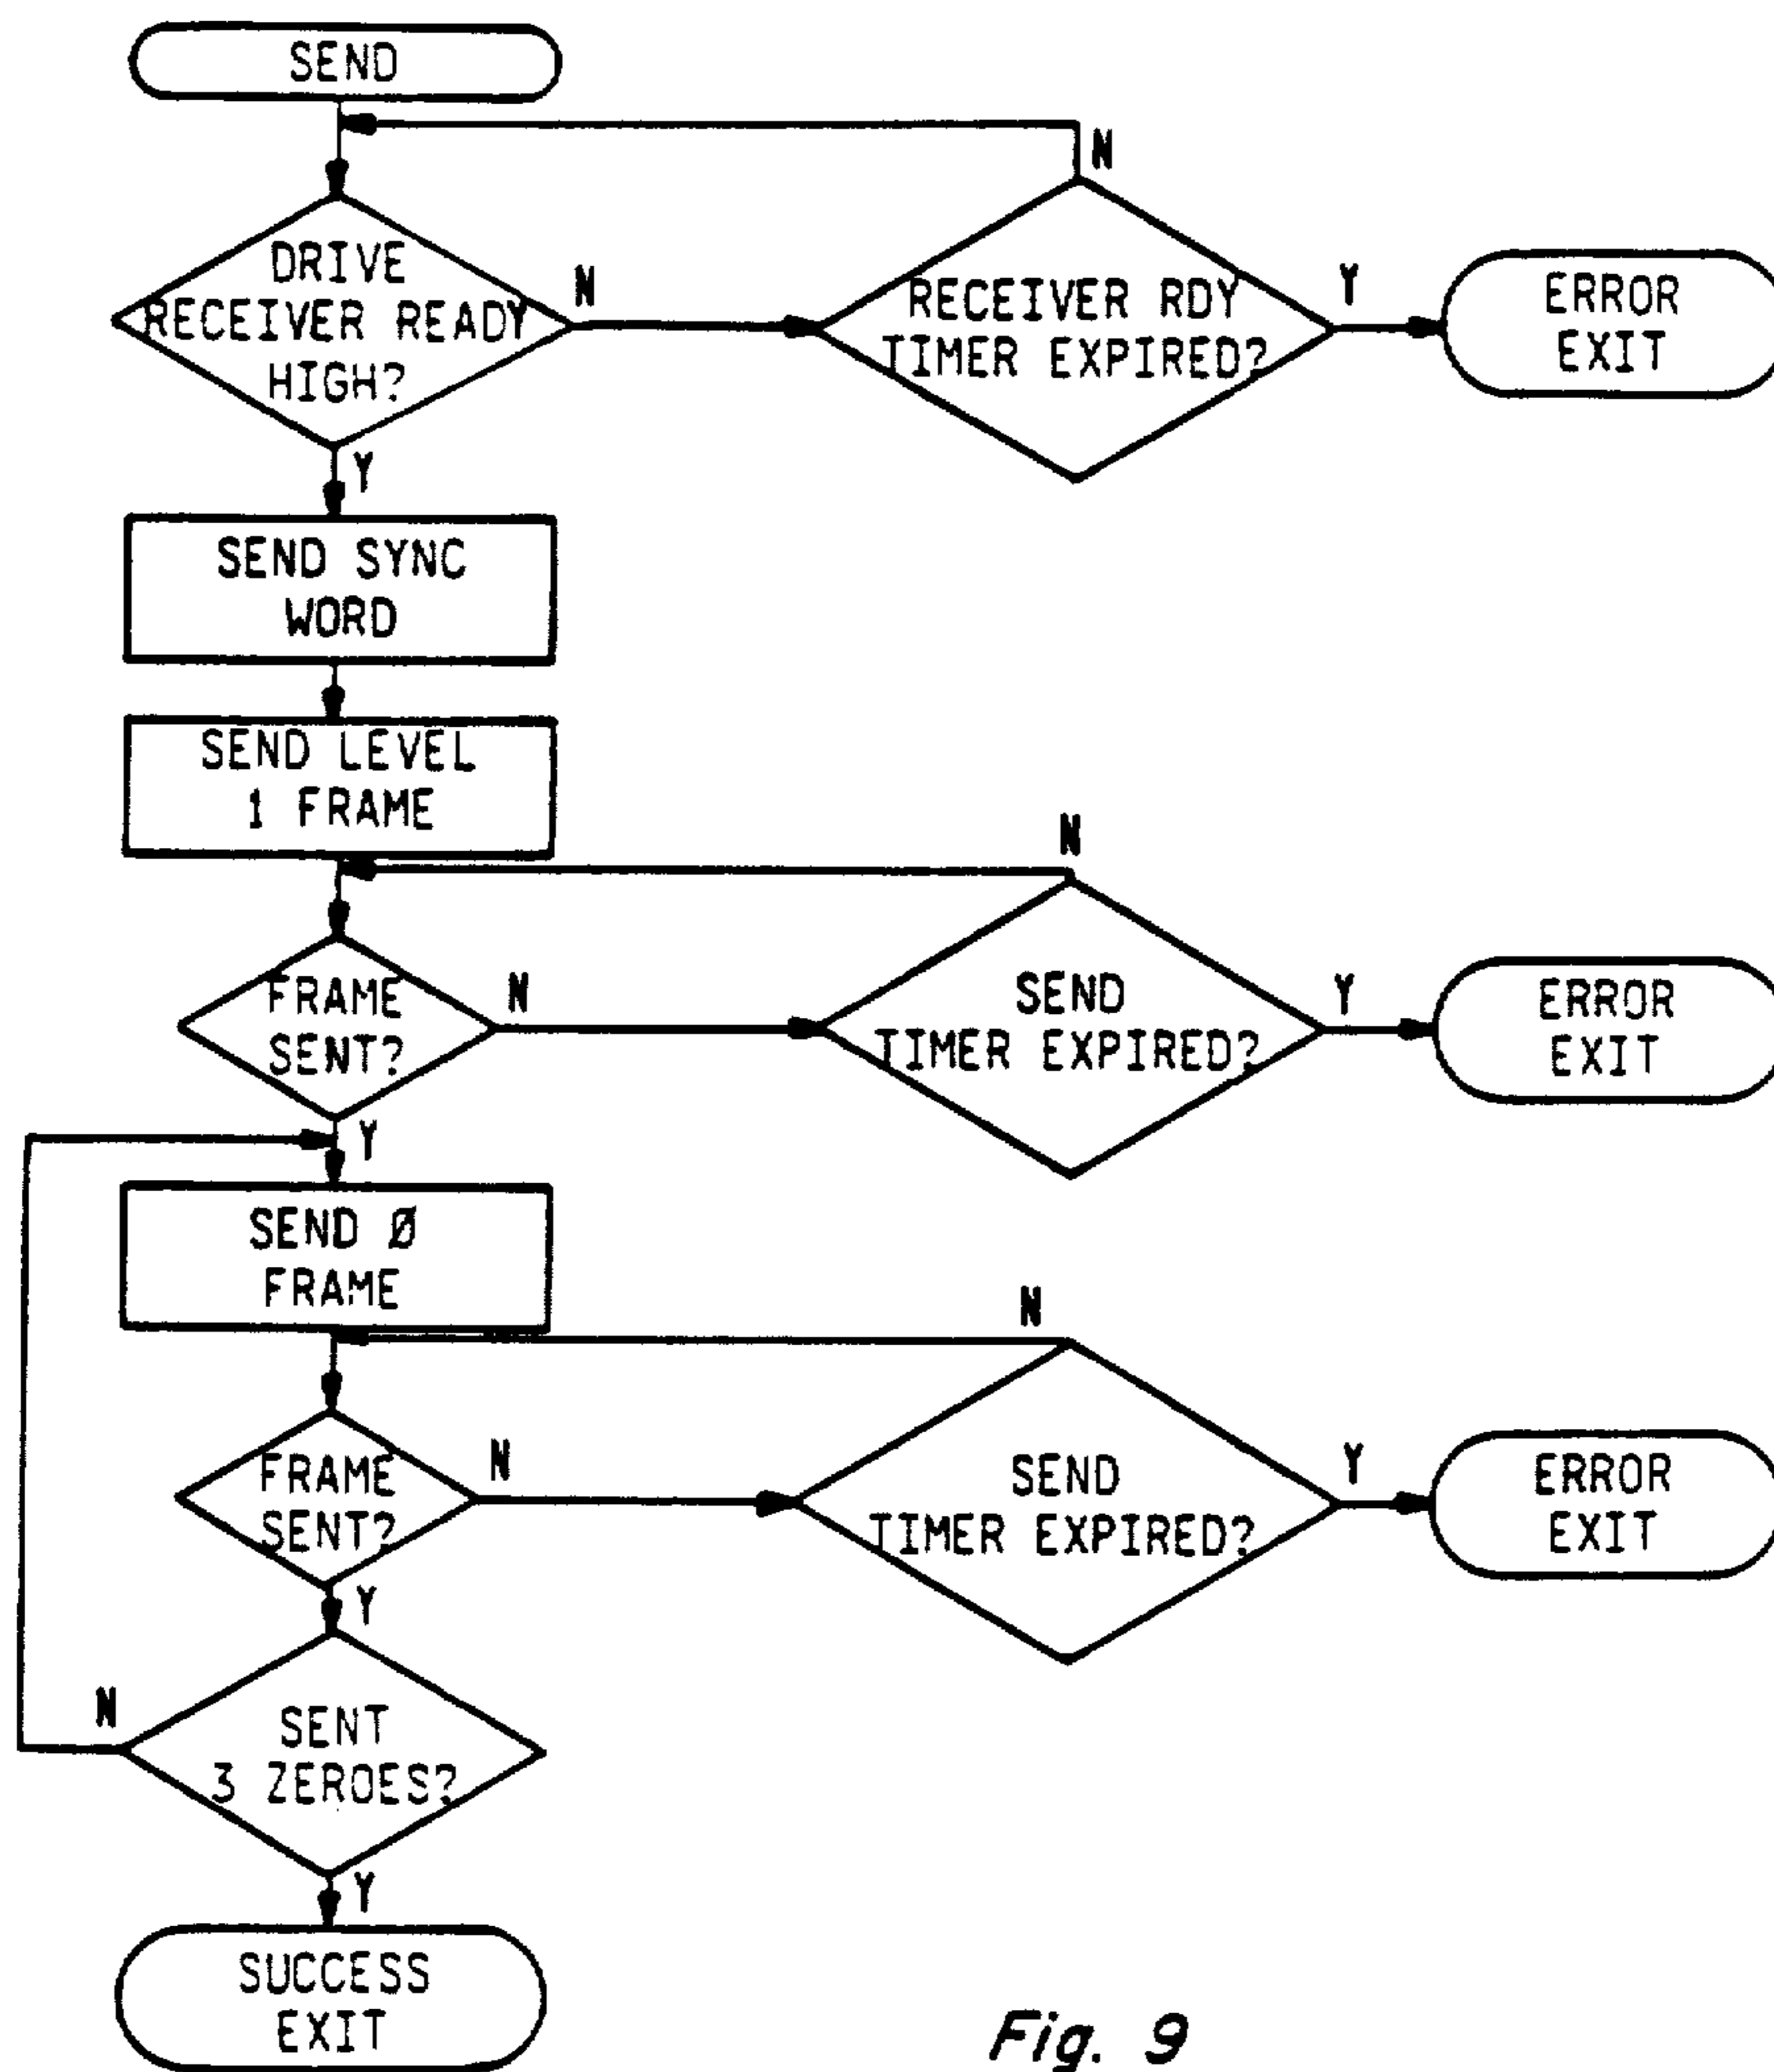 SEND
N
DRIVE
RECEIVER READY
HIGH?
N
RECEIVER RDY
TIMER EXPIRED?
Y
ERROR
EXIT
Y
SEND SYNC
WORD
SEND LEVEL
1 FRAME
N
FRAME
SENT?
N
SEND
TIMER EXPIRED?
Y
ERROR
EXIT
Y
SEND Ø
FRAME
N
FRAME
SENT?
N
SEND
TIMER EXPIRED?
Y
ERROR
EXIT
Y
N
SENT
3 ZEROES?
Y
SUCCESS
EXIT
Fig. 9